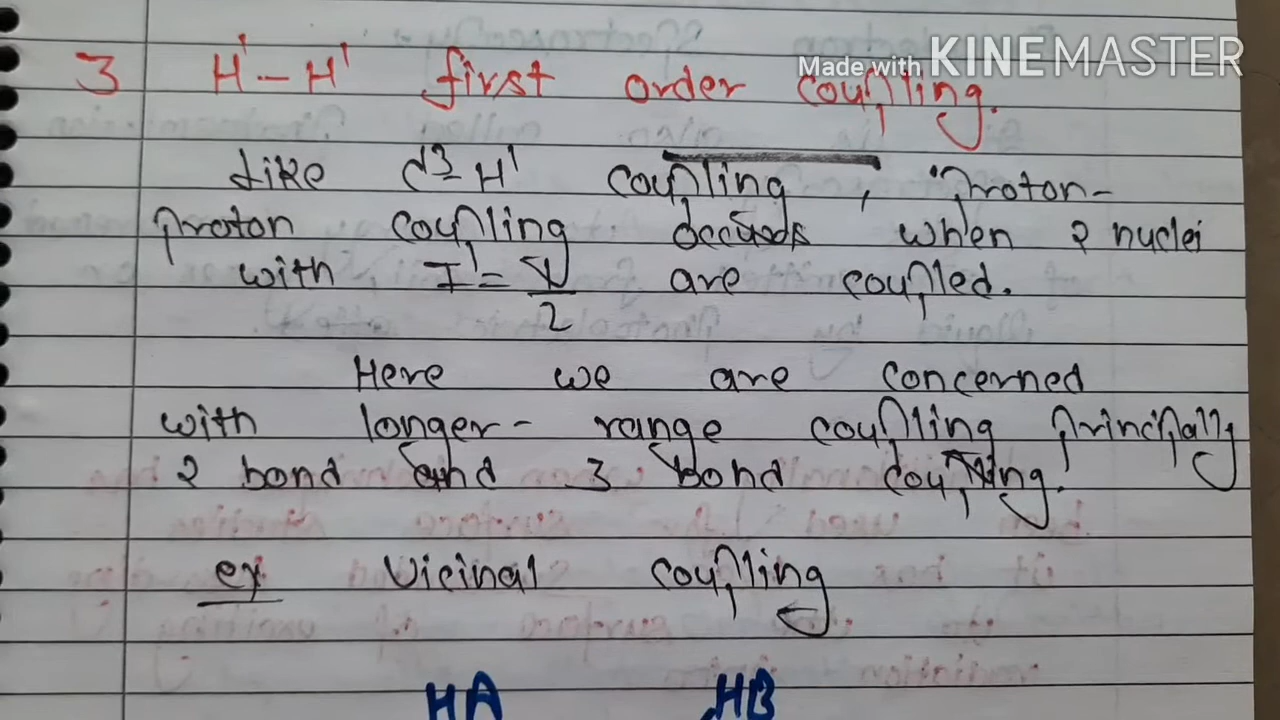 Made with KINEMASTER
3 H¹-H¹ first order coupling.
Like C¹³-H¹ coupling, Proton-
Proton coupling occurs when 2 nuclei
with I = 1/2 are coupled.
Here we are concerned
with longer-range coupling principally
2 bond and 3 bond coupling.
ex Vicinal coupling
HA HB